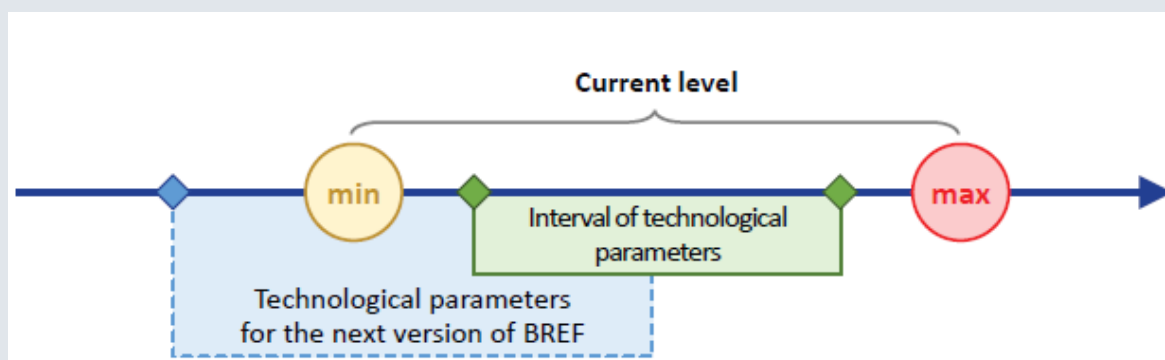 Current level
min
max
Interval of technological
parameters
Technological parameters
for the next version of BREF